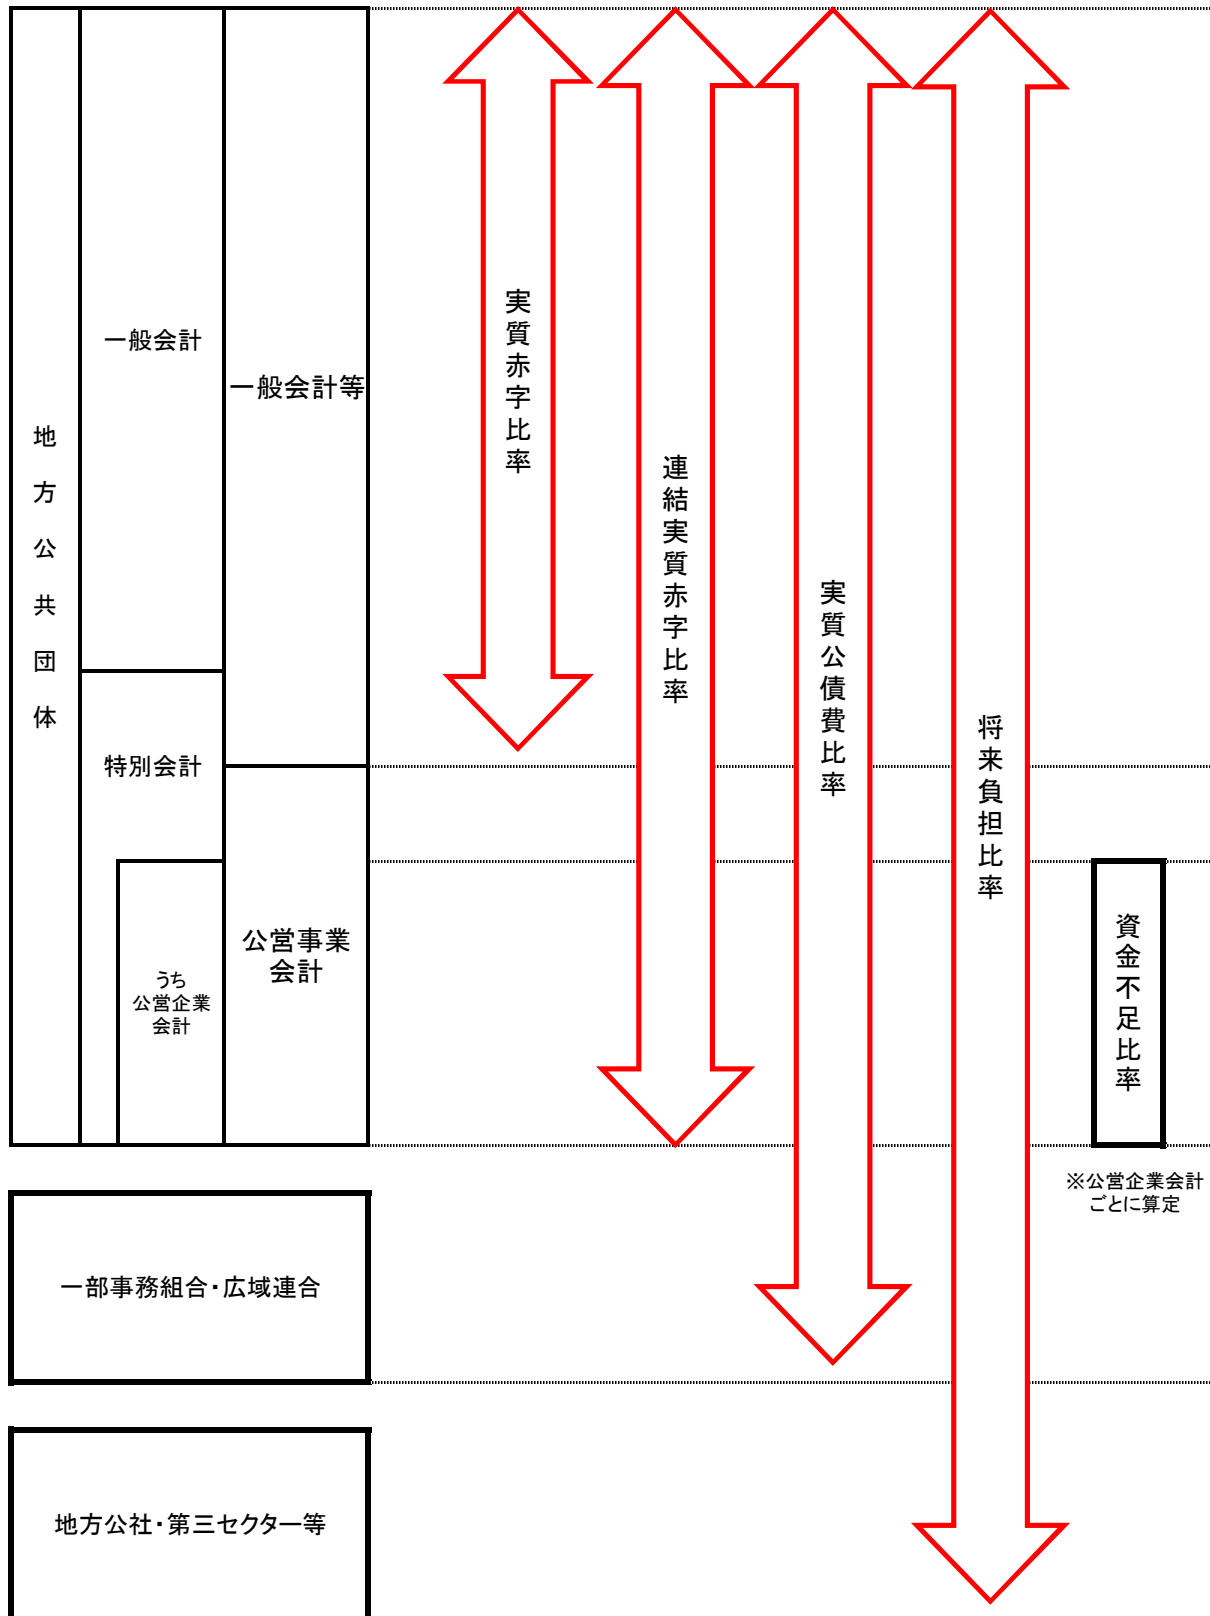 地方公共団体
一般会計
一般会計等
特別会計
うち
公営企業
会計
公営事業
会計
実質赤字比率
連結実質赤字比率
実質公債費比率
将来負担比率
資金不足比率
※公営企業会計
ごとに算定
一部事務組合・広域連合
地方公社・第三セクター等